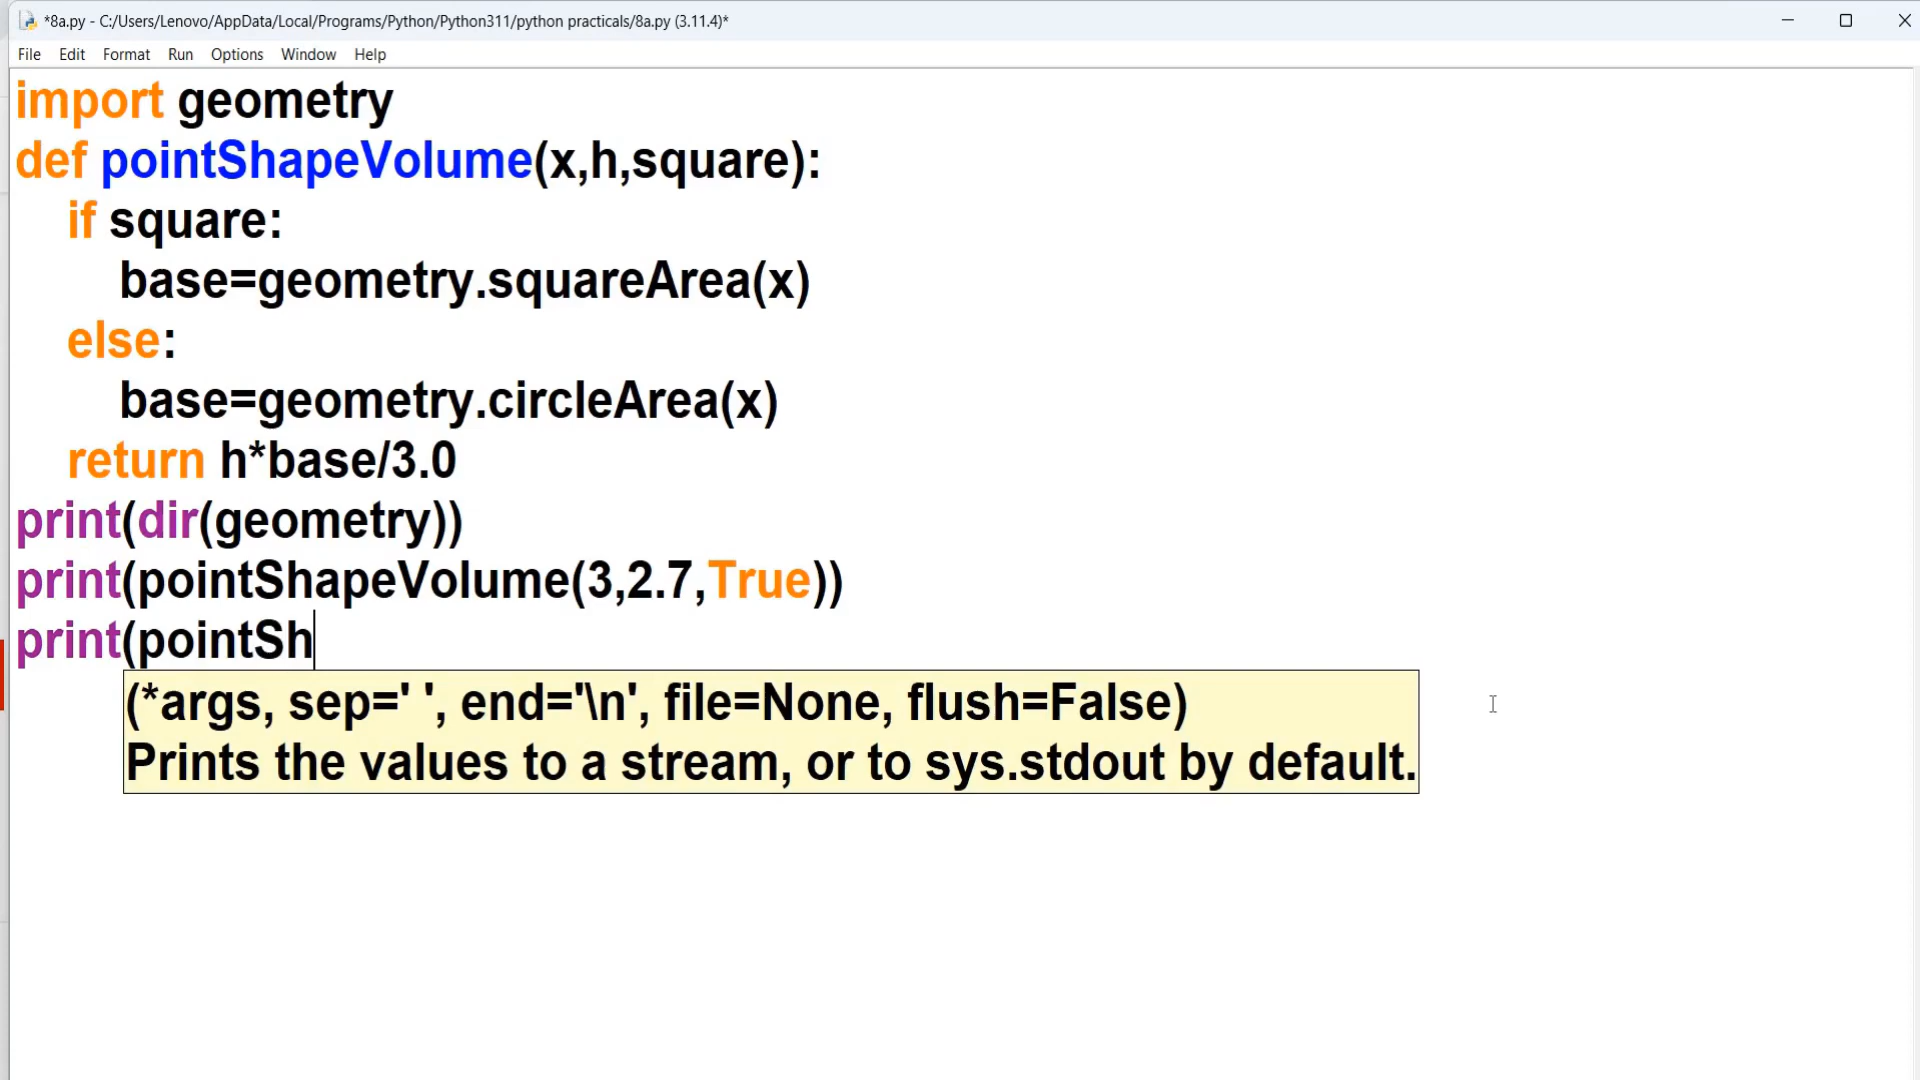 *8a.py - C:/Users/Lenovo/AppData/Local/Programs/Python/Python311/python practicals/8a.py (3.11.4)*
File Edit Format Run Options Window Help
import geometry
def pointShapeVolume(x,h,square):
    if square:
        base=geometry.squareArea(x)
    else:
        base=geometry.circleArea(x)
    return h*base/3.0
print(dir(geometry))
print(pointShapeVolume(3,2.7,True))
print(pointSh
(*args, sep=' ', end='\n', file=None, flush=False)
Prints the values to a stream, or to sys.stdout by default.